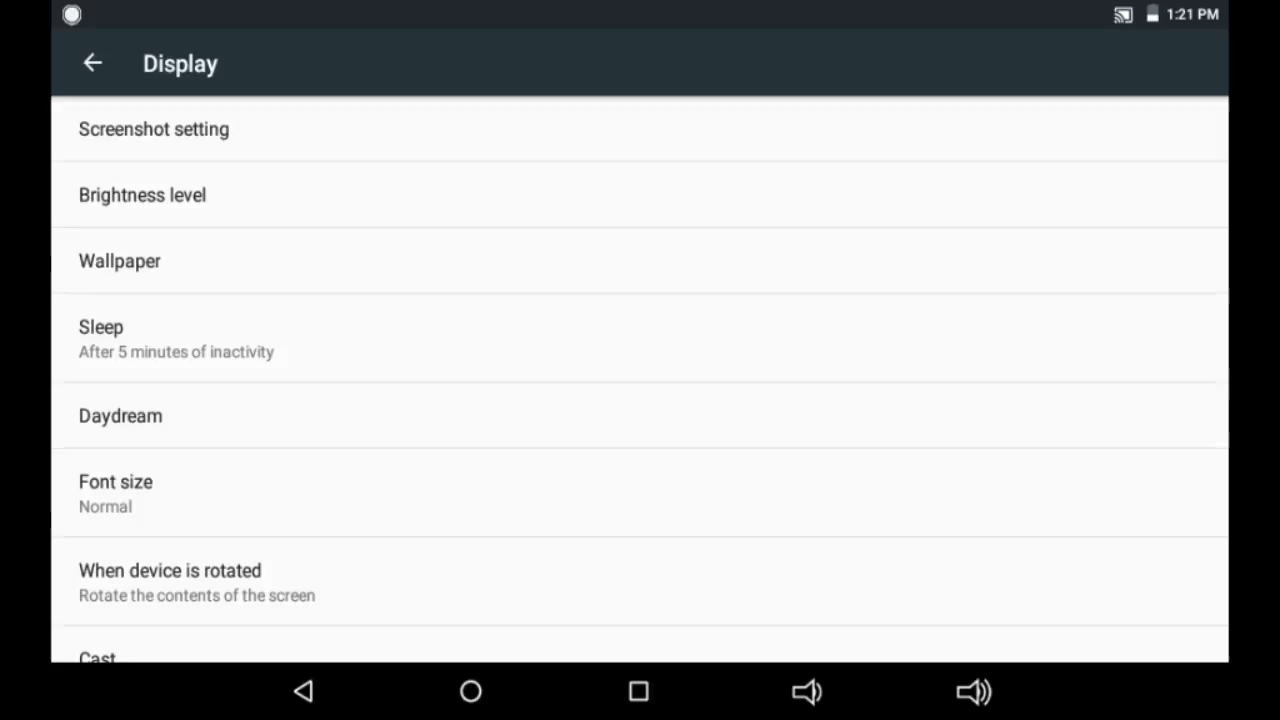 1:21 PM
Display
Screenshot setting
Brightness level
Wallpaper
Sleep
After 5 minutes of inactivity
Daydream
Font size
Normal
When device is rotated
Rotate the contents of the screen
Cast